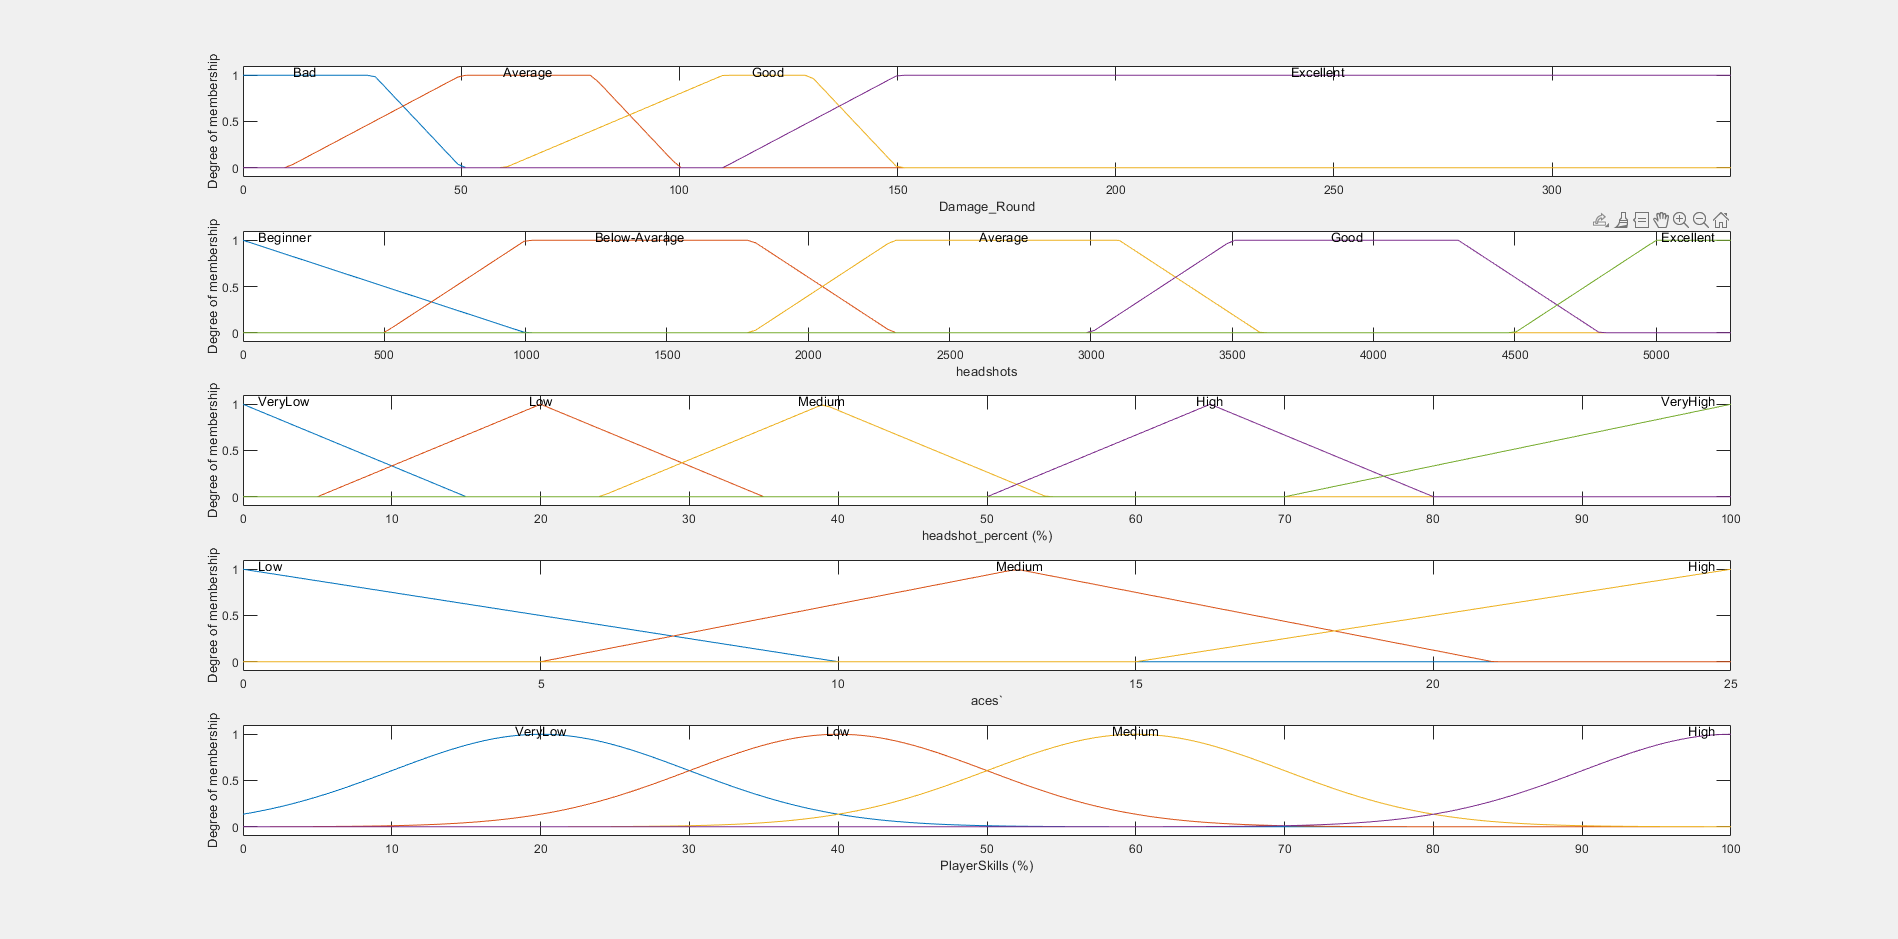 Degree of membership
1
0.5
0
Bad Average Good Excellent
0 50 100 150 200 250 300
Damage_Round
Degree of membership
1
0.5
0
Beginner Below-Avarage Average Good Excellent
0 500 1000 1500 2000 2500 3000 3500 4000 4500 5000
headshots
Degree of membership
1
0.5
0
VeryLow Low Medium High VeryHigh
0 10 20 30 40 50 60 70 80 90 100
headshot_percent (%)
Degree of membership
1
0.5
0
Low Medium High
0 5 10 15 20 25
aces`
Degree of membership
1
0.5
0
VeryLow Low Medium High
0 10 20 30 40 50 60 70 80 90 100
PlayerSkills (%)